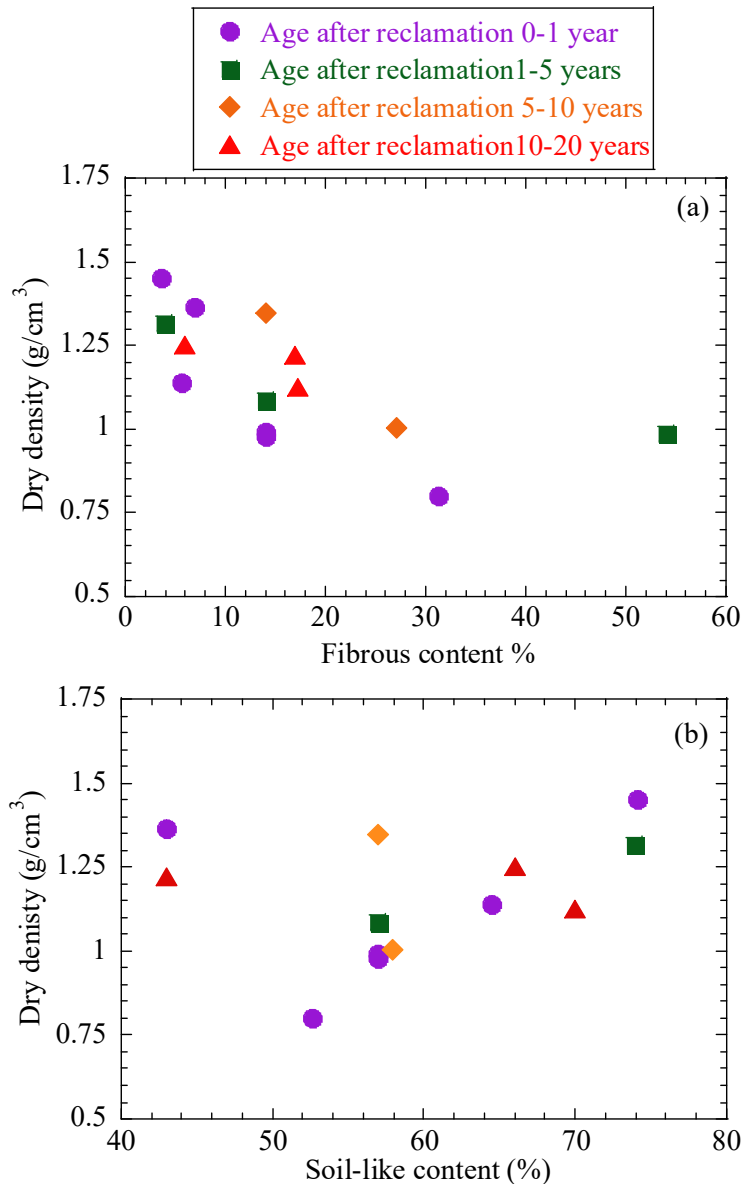 Age after reclamation 0-1 year
Age after reclamation1-5 years
Age after reclamation 5-10 years
Age after reclamation10-20 years
1.75
(a)
1.5
1.25
1
0.75
0.5
Dry density (g/cm³)
0 10 20 30 40 50 60
Fibrous content %
1.75
(b)
1.5
1.25
1
0.75
0.5
Dry denisty (g/cm³)
40 50 60 70 80
Soil-like content (%)